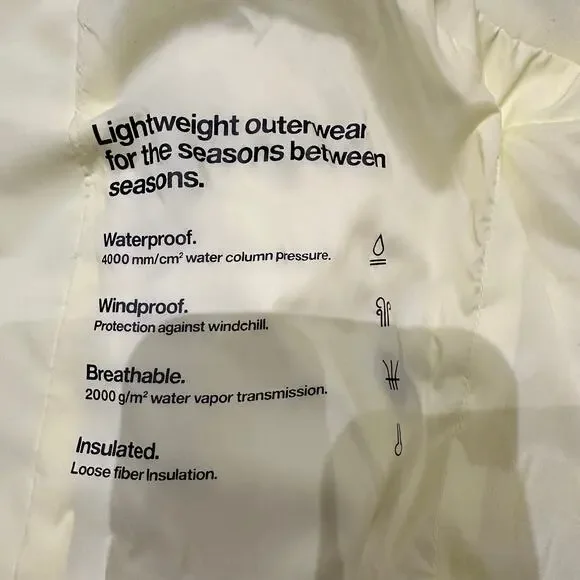 Lightweight outerwear
for the seasons between
seasons.
Waterproof.
4000 mm/cm² water column pressure.
Windproof.
Protection against windchill.
Breathable.
2000 g/m² water vapor transmission.
Insulated.
Loose fiber Insulation.